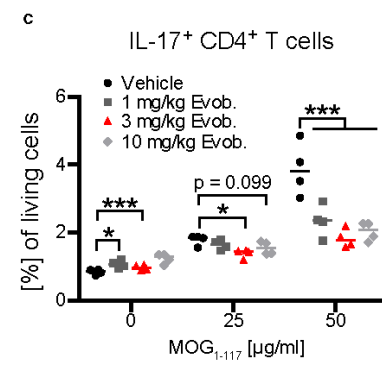 c
IL-17⁺ CD4⁺ T cells
[%] of living cells
6
4
2
0
Vehicle
1 mg/kg Evob.
3 mg/kg Evob.
10 mg/kg Evob.
***
p = 0.099
***
*
*
0
25
50
MOG₁₋₁₁₇ [µg/ml]